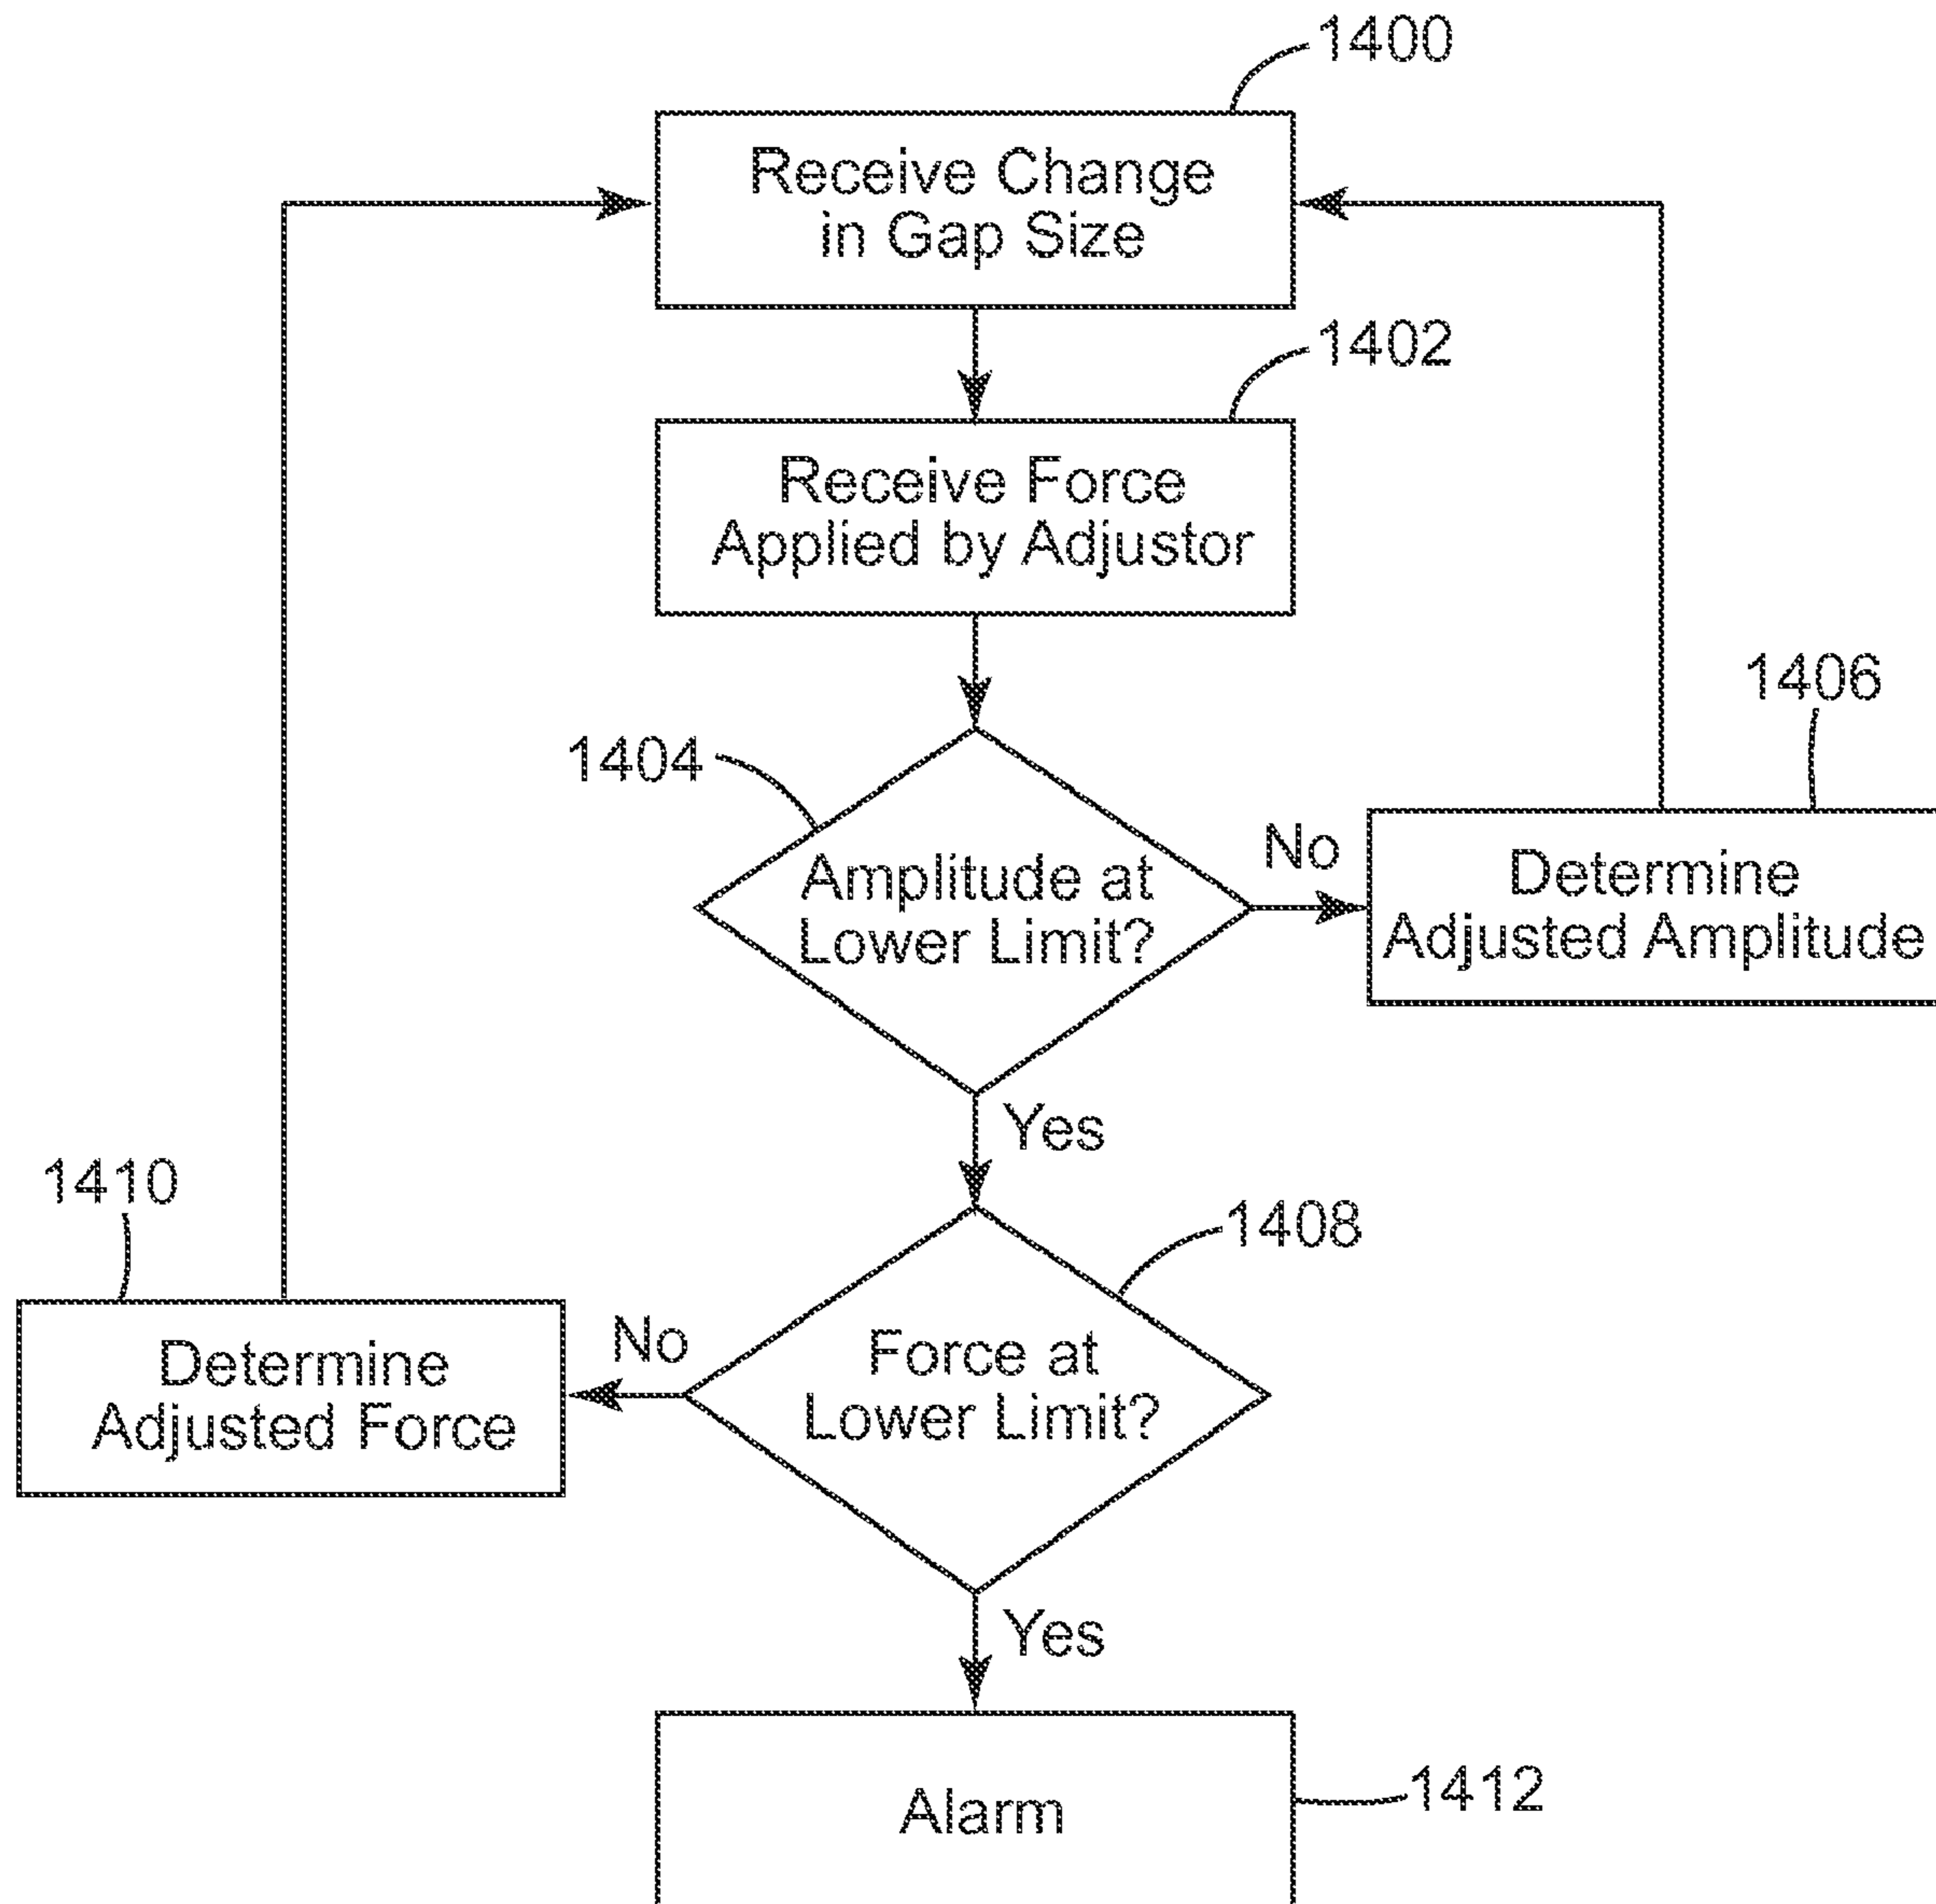 1400
Receive Change
in Gap Size
1402
Receive Force
Applied by Adjustor
1404
Amplitude at
Lower Limit?
No
1406
Determine
Adjusted Amplitude
Yes
1408
Force at
Lower Limit?
No
1410
Determine
Adjusted Force
Yes
Alarm
1412